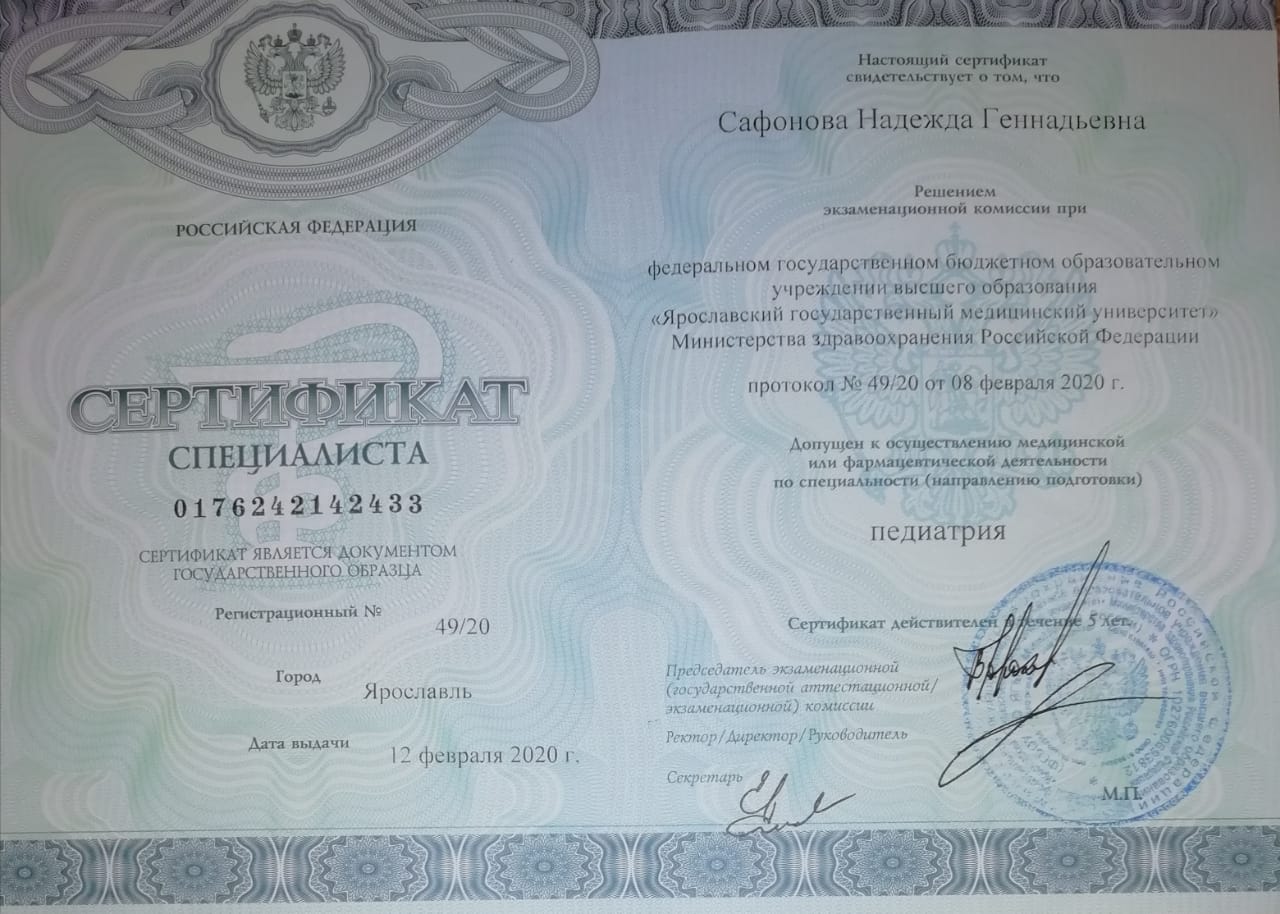 РОССИЙСКАЯ ФЕДЕРАЦИЯ
СЕРТИФИКАТ
СПЕЦИАЛИСТА
0176242142433
СЕРТИФИКАТ ЯВЛЯЕТСЯ ДОКУМЕНТОМ
ГОСУДАРСТВЕННОГО ОБРАЗЦА
Регистрационный №
49/20
Город
Ярославль
Дата выдачи
12 февраля 2020 г.
Настоящий сертификат
свидетельствует о том, что
Сафонова Надежда Геннадьевна
Решением
экзаменационной комиссии при
федеральном государственном бюджетном образовательном
учреждении высшего образования
«Ярославский государственный медицинский университет»
Министерства здравоохранения Российской Федерации
протокол № 49/20 от 08 февраля 2020 г.
Допущен к осуществлению медицинской
или фармацевтической деятельности
по специальности (направлению подготовки)
педиатрия
Сертификат действителен в течение 5 лет.
Председатель экзаменационной
(государственной аттестационной/
экзаменационной) комиссии
Ректор/Директор/Руководитель
Секретарь
М.П.